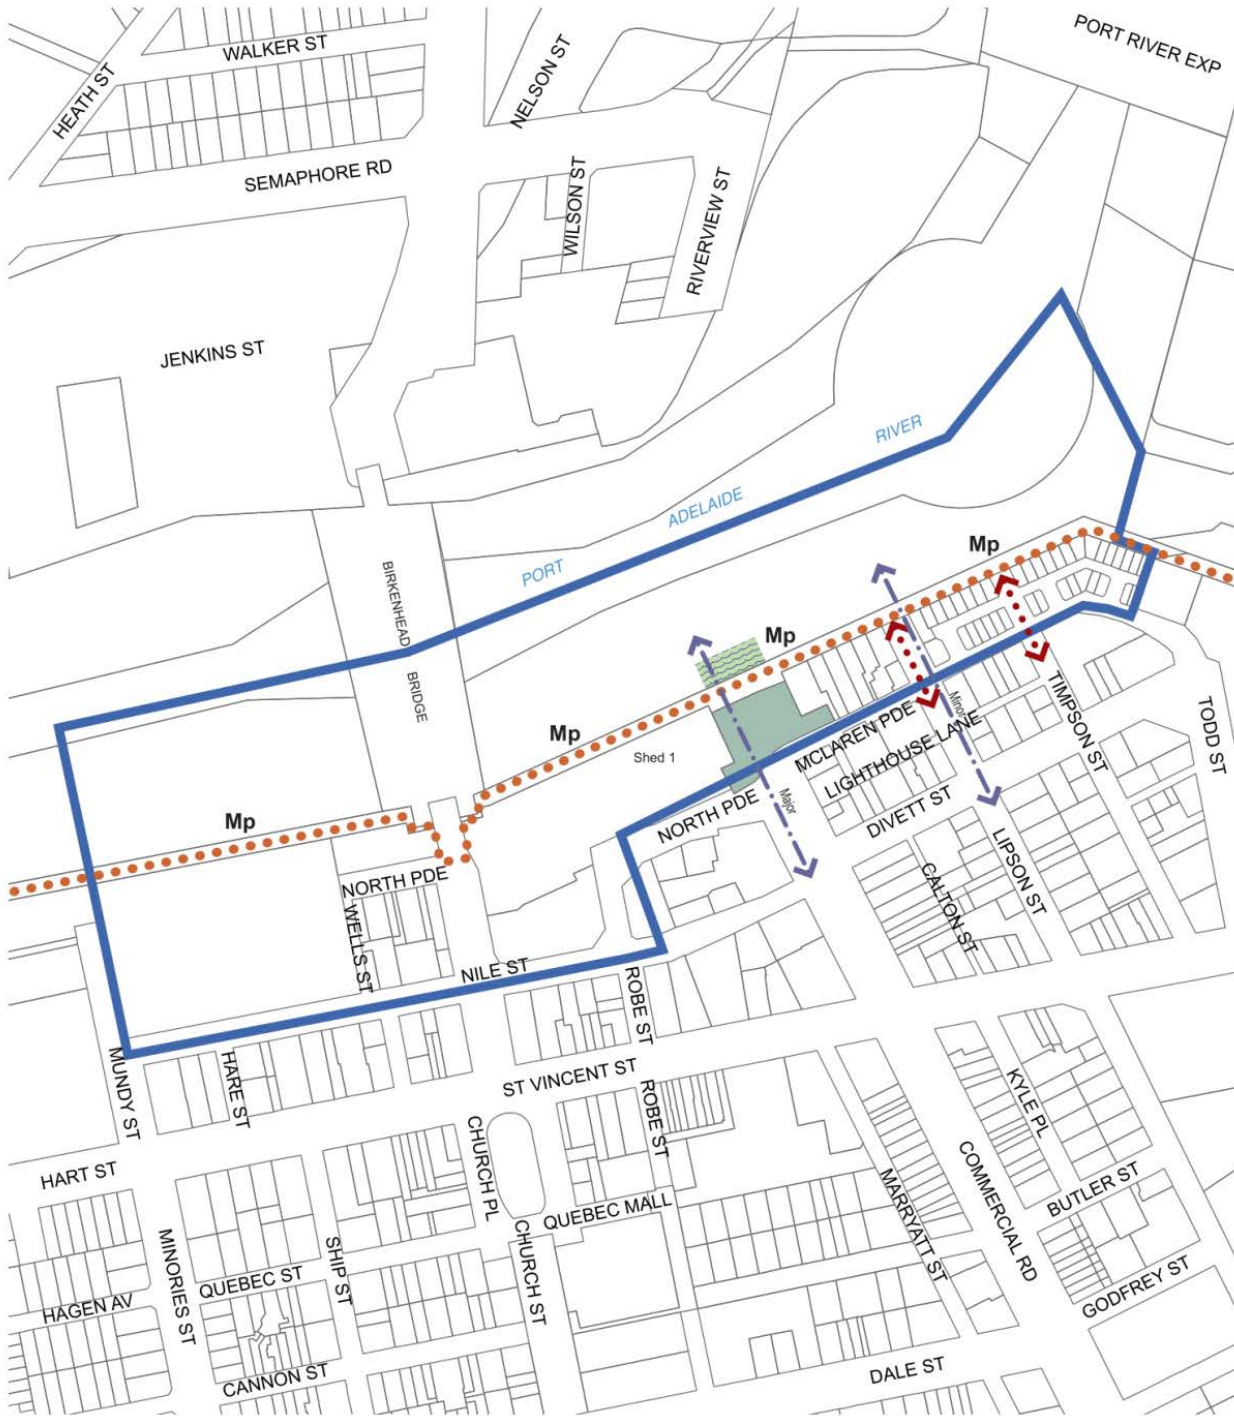 WALKER ST
PORT RIVER EXP
HEATH ST
NELSON ST
SEMAPHORE RD
WILSON ST
RIVERVIEW ST
JENKINS ST
RIVER
ADELAIDE
PORT
BIRKENHEAD
BRIDGE
Mp
Mp
Mp
Mp
Shed 1
Minor
Major
MCLAREN PDE
LIGHTHOUSE LANE
TIMPSON ST
TODD ST
NORTH PDE
DIVETT ST
NORTH PDE
WELLS ST
CALTON ST
LIPSON ST
NILE ST
ROBE ST
MUNDY ST
HARE ST
ST VINCENT ST
ROBE ST
KYLE PL
HART ST
CHURCH PL
MARRYATT ST
COMMERCIAL RD
BUTLER ST
QUEBEC MALL
MINORIES ST
SHIP ST
CHURCH ST
QUEBEC ST
GODFREY ST
HAGEN AV
CANNON ST
DALE ST